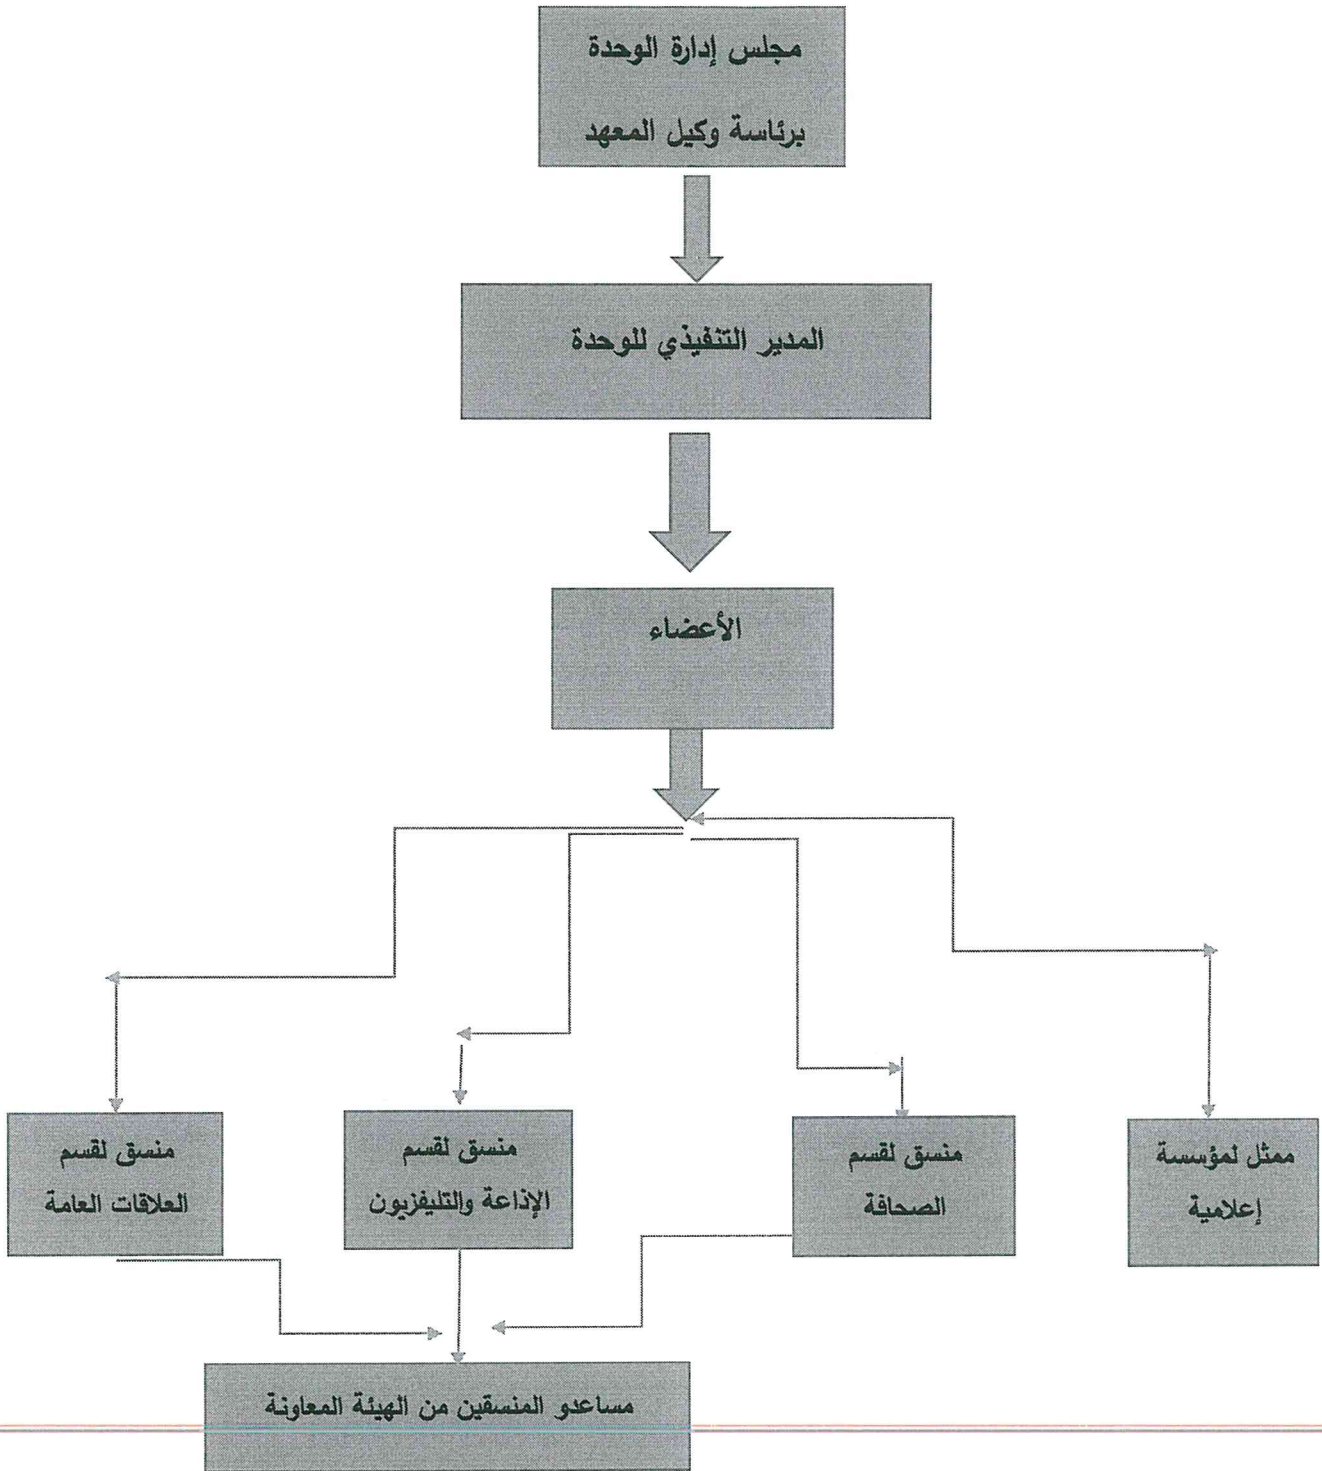 مجلس إدارة الوحدة
برئاسة وكيل المعهد
المدير التنفيذي للوحدة
الأعضاء
ممثل لمؤسسة
إعلامية
منسق لقسم
الصحافة
منسق لقسم
الإذاعة والتليفزيون
منسق لقسم
العلاقات العامة
مساعدو المنسقين من الهيئة المعاونة